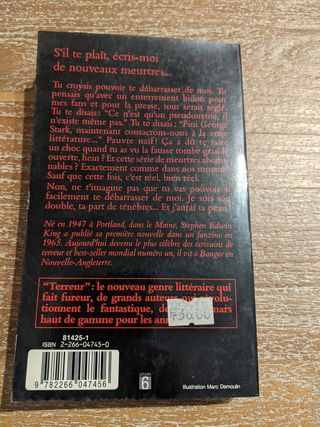 S'il te plaît, écris-moi
de nouveaux meurtres...
Tu croyais pouvoir te débarrasser de moi. Tu
pensais qu'avec un enterrement bidon pour
mes fans et pour la presse, tout serait réglé.
Tu te disais : "Ce n'est qu'un pseudonyme, il
n'existe même pas." Tu te disais : "Fini George
Stark, maintenant consacrons-nous à la vraie
littérature..." Pauvre naïf ! Ça a dû te faire
un choc quand tu as vu la fausse tombe grande
ouverte, hein ? Et cette série de meurtres abomi-
nables ? Exactement comme dans nos romans.
Sauf que cette fois, c'est réel, bien réel.
Non, ne t'imagine pas que tu vas pouvoir si
facilement te débarrasser de moi. Je suis ton
double, ta part de ténèbres... Et j'aurai ta peau
Né en 1947 à Portland, dans le Maine, Stephen Edwin
King a publié sa première nouvelle dans un fanzine en
1965. Aujourd'hui devenu le plus célèbre des écrivains de
terreur et best-seller mondial numéro un, il vit à Bangor en
Nouvelle-Angleterre.
"Terreur" : le nouveau genre littéraire qui
fait fureur, de grands auteurs qui révolu-
tionnent le fantastique, de
haut de gamme pour les
81425-1
ISBN 2-266-04745-0
9 782266 047456
6
Illustration Marc Demoulin